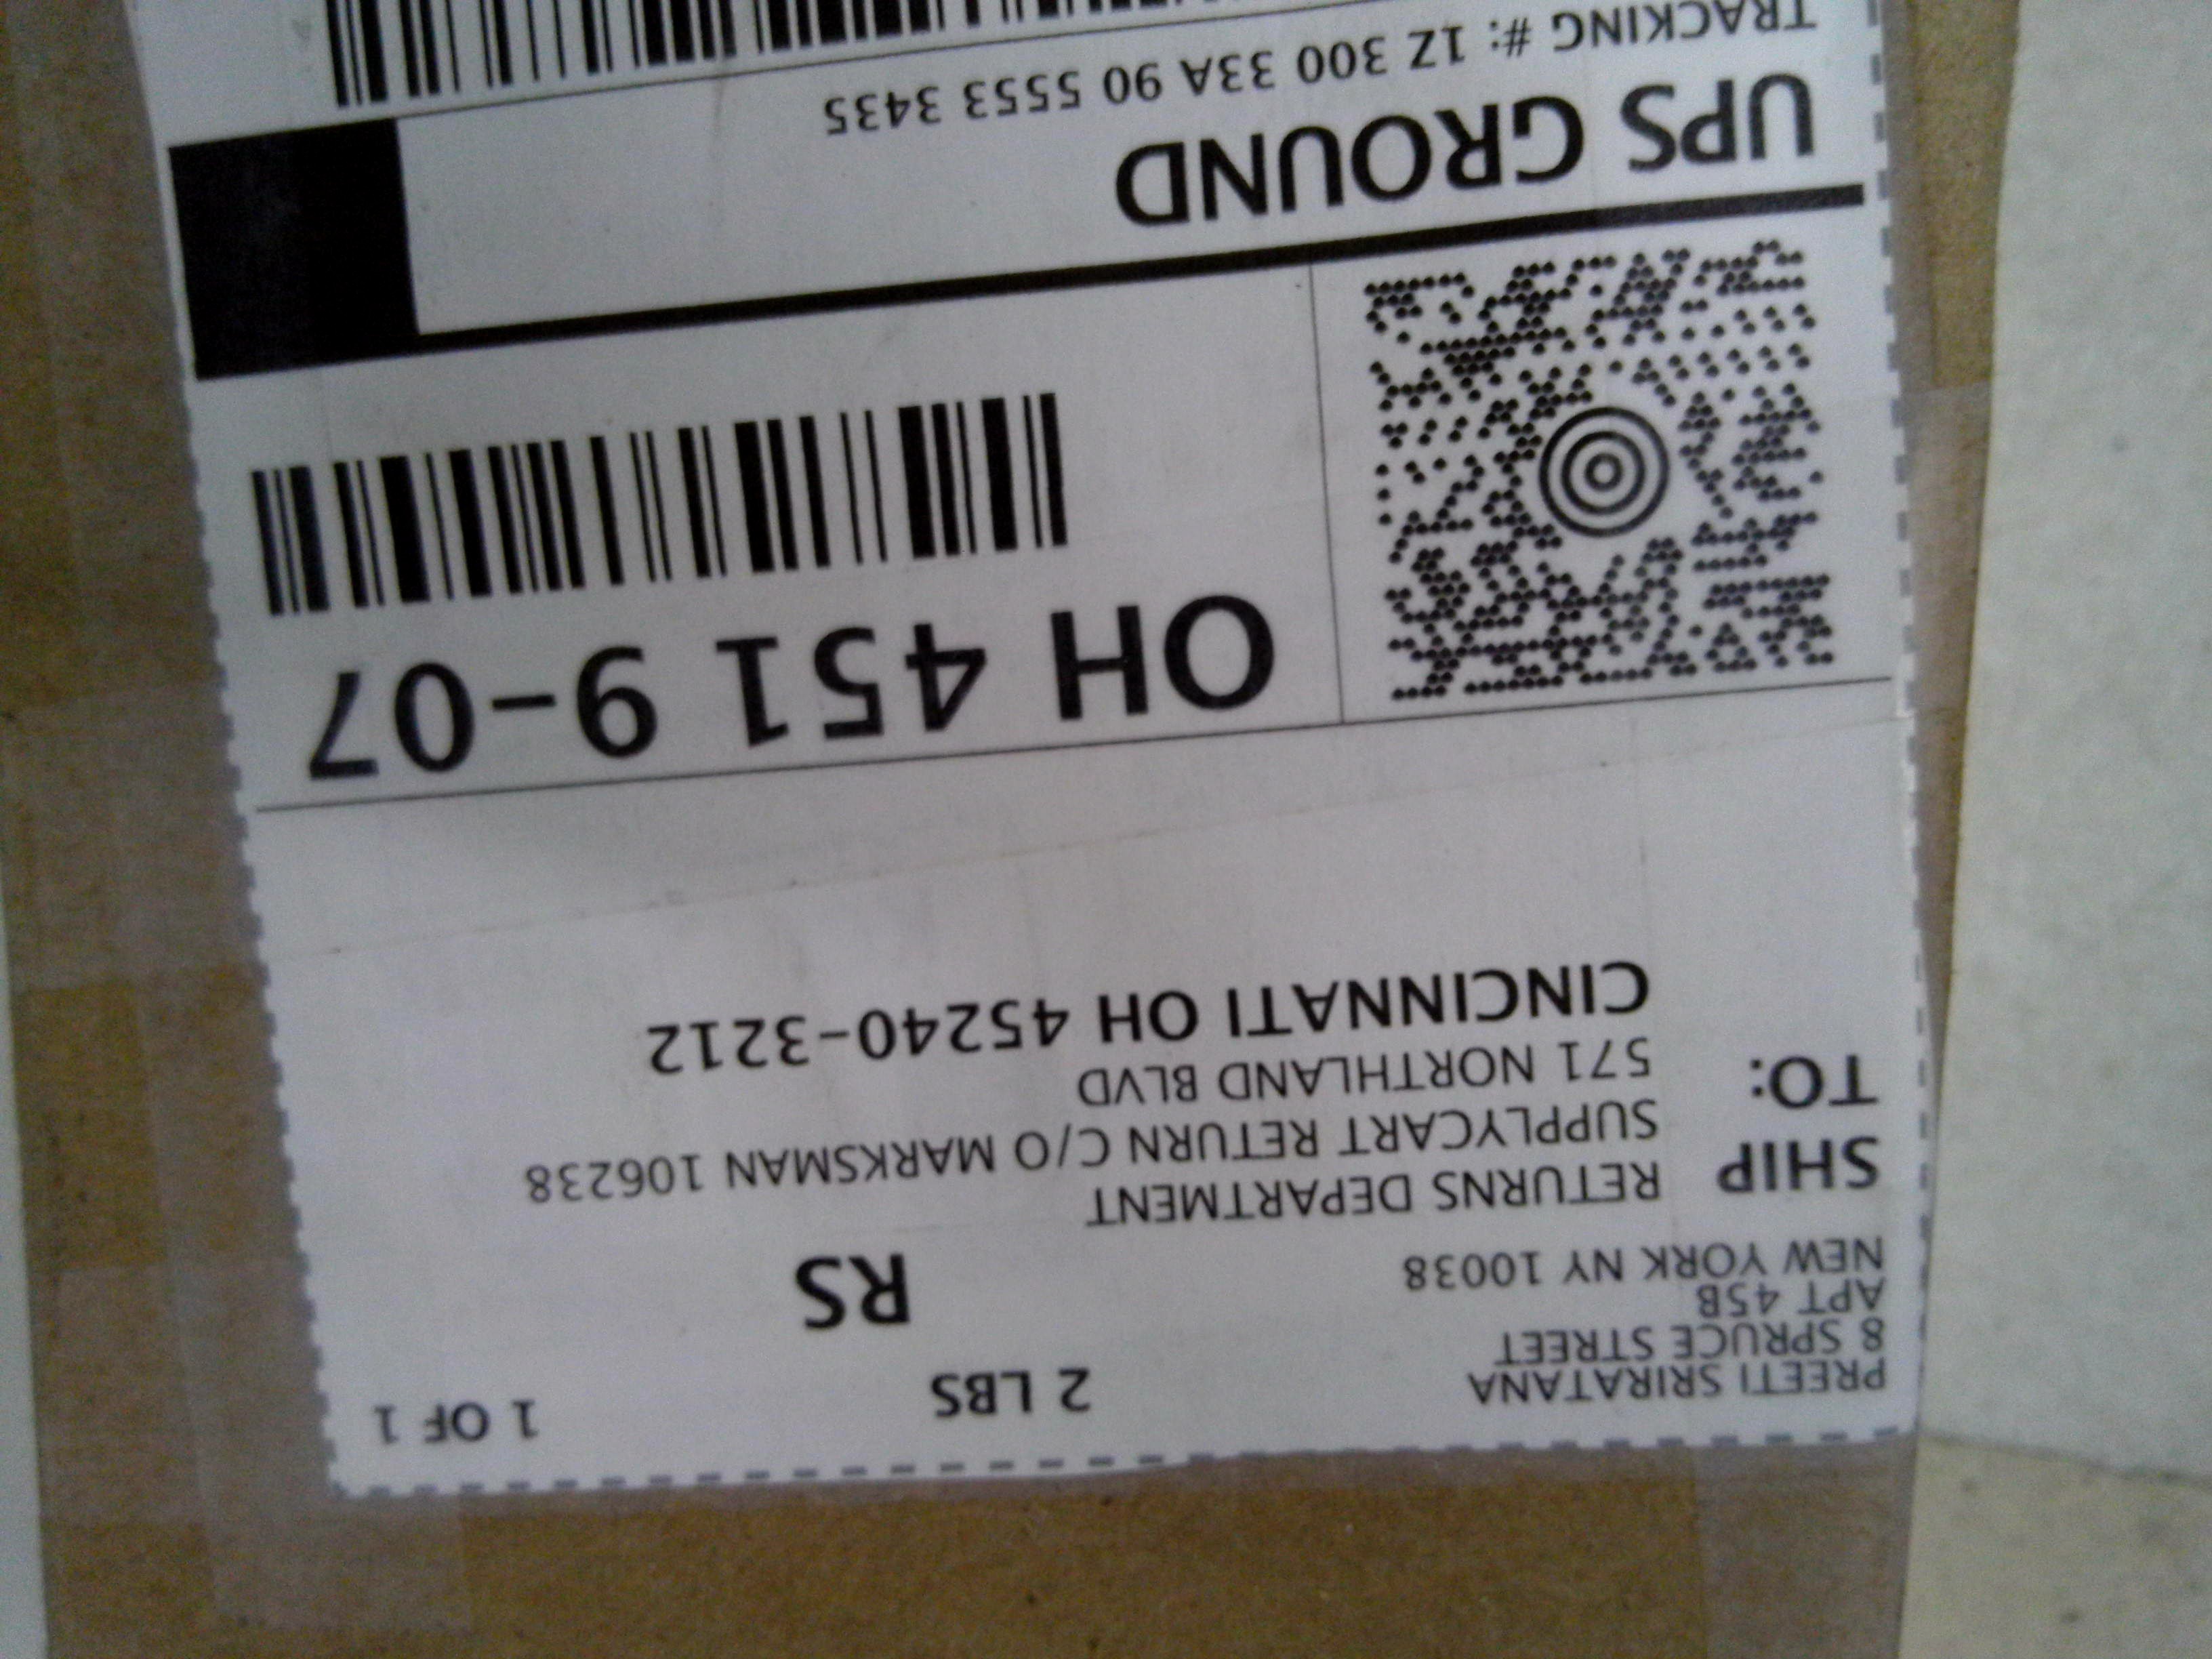 PREETI SRIRATANA
8 SPRUCE STREET
APT 45B
NEW YORK NY 10038
2 LBS
1 OF 1
RS
SHIP
TO:
RETURNS DEPARTMENT
SUPPLYCART RETURN C/O MARKSMAN 106238
571 NORTHLAND BLVD
CINCINNATI OH 45240-3212
OH 451 9-07
UPS GROUND
TRACKING #: 1Z 300 33A 90 5553 3435